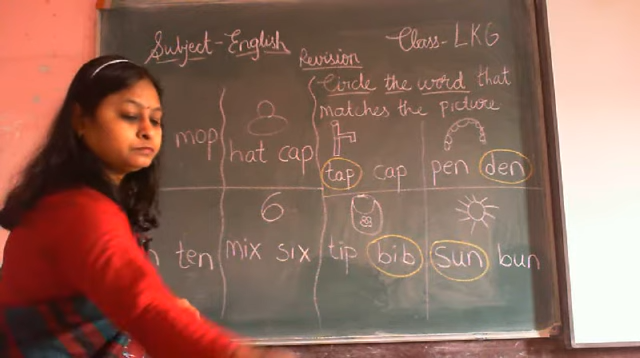 Subject-English
Class-LKG
Revision
Circle the word that
matches the picture
mop
hat cap
tap cap
pen den
ten
6
mix six
tip bib
sun bun